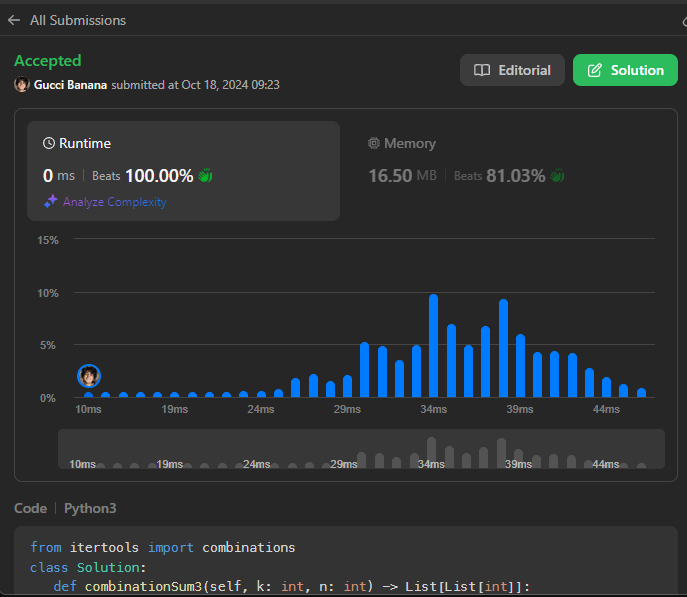 All Submissions
Accepted
Gucci Banana submitted at Oct 18, 2024 09:23
Editorial
Solution
Runtime
0 ms | Beats 100.00%
Analyze Complexity
Memory
16.50 MB | Beats 81.03%
15%
10%
5%
0%
10ms 19ms 24ms 29ms 34ms 39ms 44ms
10ms 19ms 24ms 29ms 34ms 39ms 44ms
Code | Python3
from itertools import combinations
class Solution:
def combinationSum3(self, k: int, n: int) -> List[List[int]]: